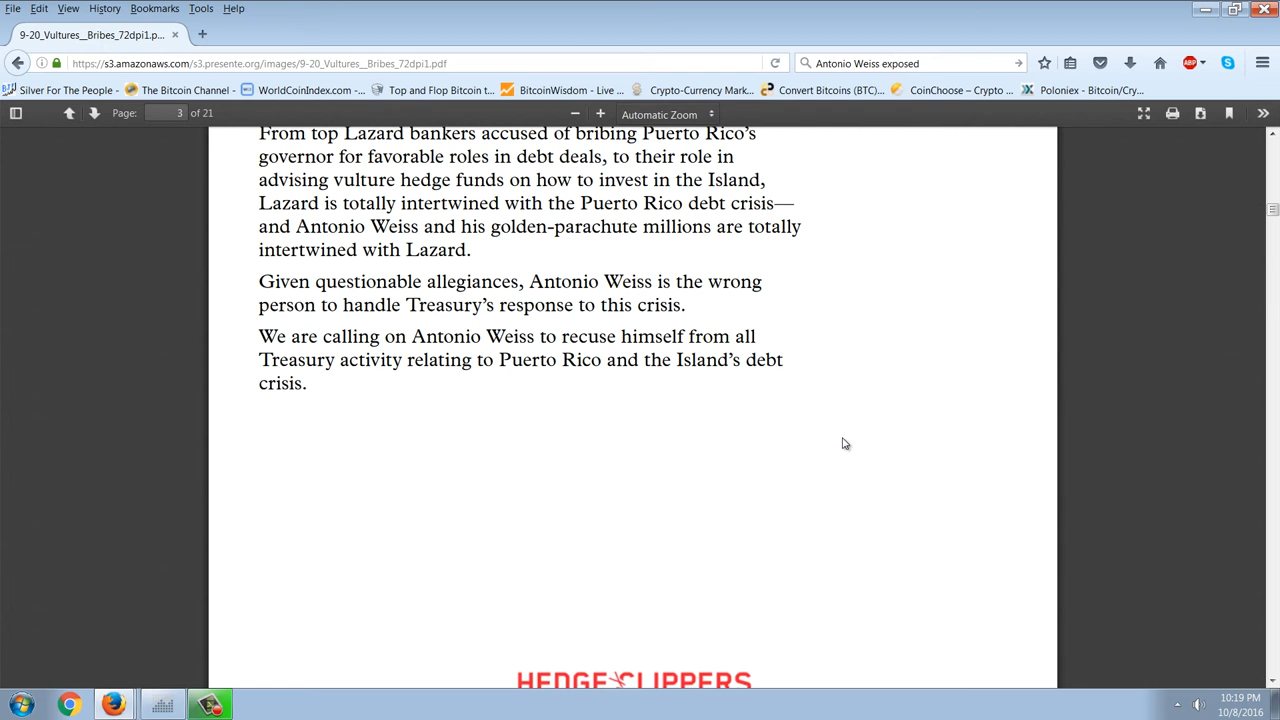 File Edit View History Bookmarks Tools Help
9-20_Vultures__Bribes_72dpi1.p...
https://s3.amazonaws.com/s3.presente.org/images/9-20_Vultures__Bribes_72dpi1.pdf
Antonio Weiss exposed
ABP
Silver For The People - ... The Bitcoin Channel - ... WorldCoinIndex.com -... Top and Flop Bitcoin t... BitcoinWisdom - Live ... Crypto-Currency Mark... Convert Bitcoins (BTC)... CoinChoose – Crypto ... Poloniex - Bitcoin/Cry...
Page: 3 of 21
Automatic Zoom
From top Lazard bankers accused of bribing Puerto Rico’s
governor for favorable roles in debt deals, to their role in
advising vulture hedge funds on how to invest in the Island,
Lazard is totally intertwined with the Puerto Rico debt crisis—
and Antonio Weiss and his golden-parachute millions are totally
intertwined with Lazard.
Given questionable allegiances, Antonio Weiss is the wrong
person to handle Treasury’s response to this crisis.
We are calling on Antonio Weiss to recuse himself from all
Treasury activity relating to Puerto Rico and the Island’s debt
crisis.
HEDGE CLIPPERS
10:19 PM
10/8/2016